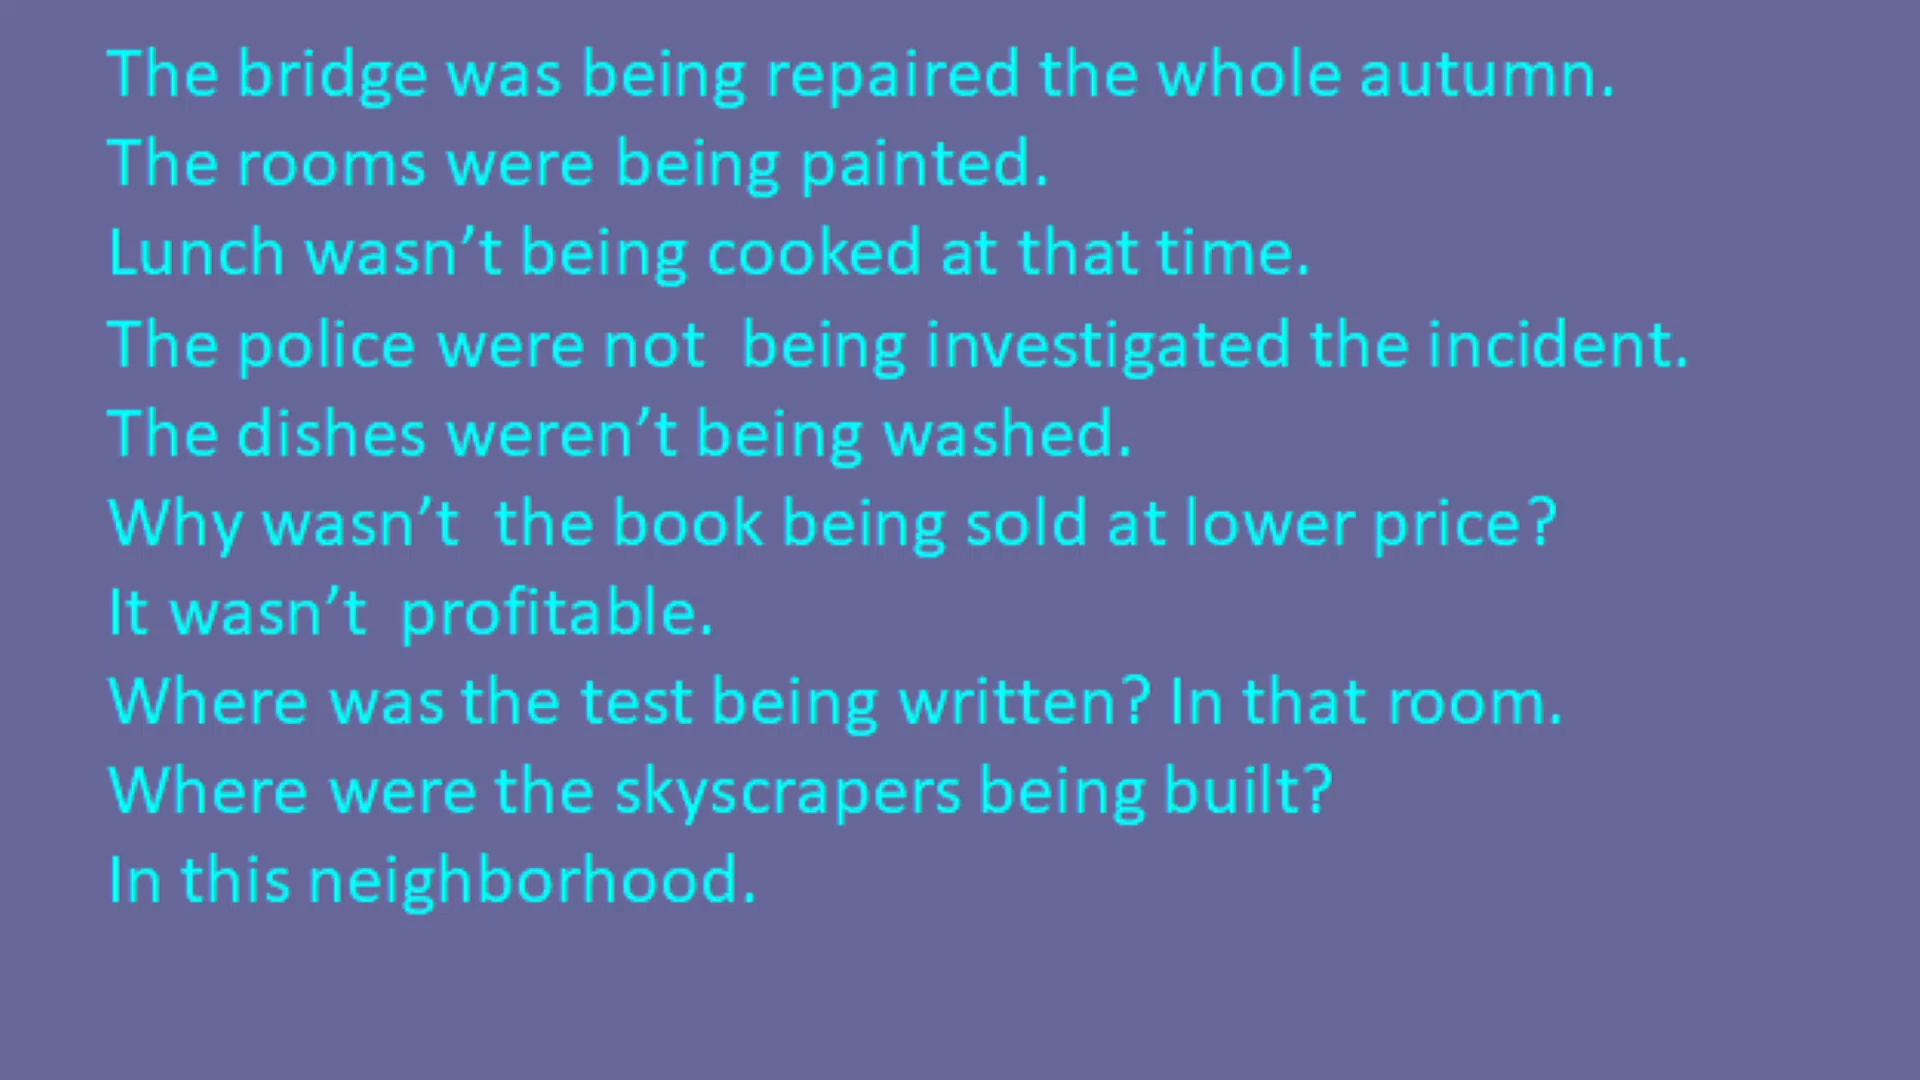 The bridge was being repaired the whole autumn.
The rooms were being painted.
Lunch wasn’t being cooked at that time.
The police were not  being investigated the incident.
The dishes weren’t being washed.
Why wasn’t  the book being sold at lower price?
It wasn’t  profitable.
Where was the test being written? In that room.
Where were the skyscrapers being built?
In this neighborhood.